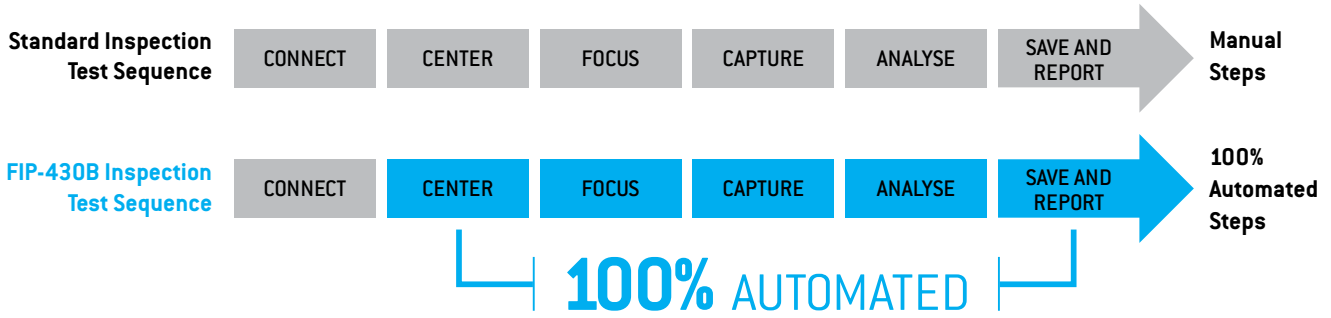 Standard Inspection
Test Sequence
CONNECT
CENTER
FOCUS
CAPTURE
ANALYSE
SAVE AND
REPORT
Manual
Steps
FIP-430B Inspection
Test Sequence
CONNECT
CENTER
FOCUS
CAPTURE
ANALYSE
SAVE AND
REPORT
100%
Automated
Steps
100% AUTOMATED